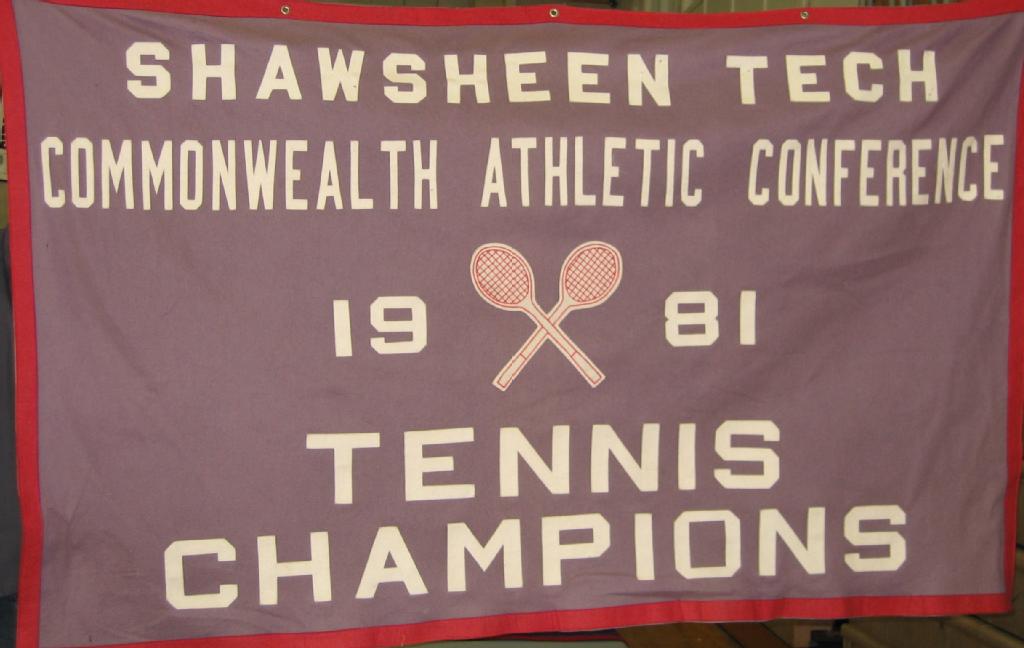 SHAWSHEEN TECH
COMMONWEALTH ATHLETIC CONFERENCE
19 81
TENNIS
CHAMPIONS